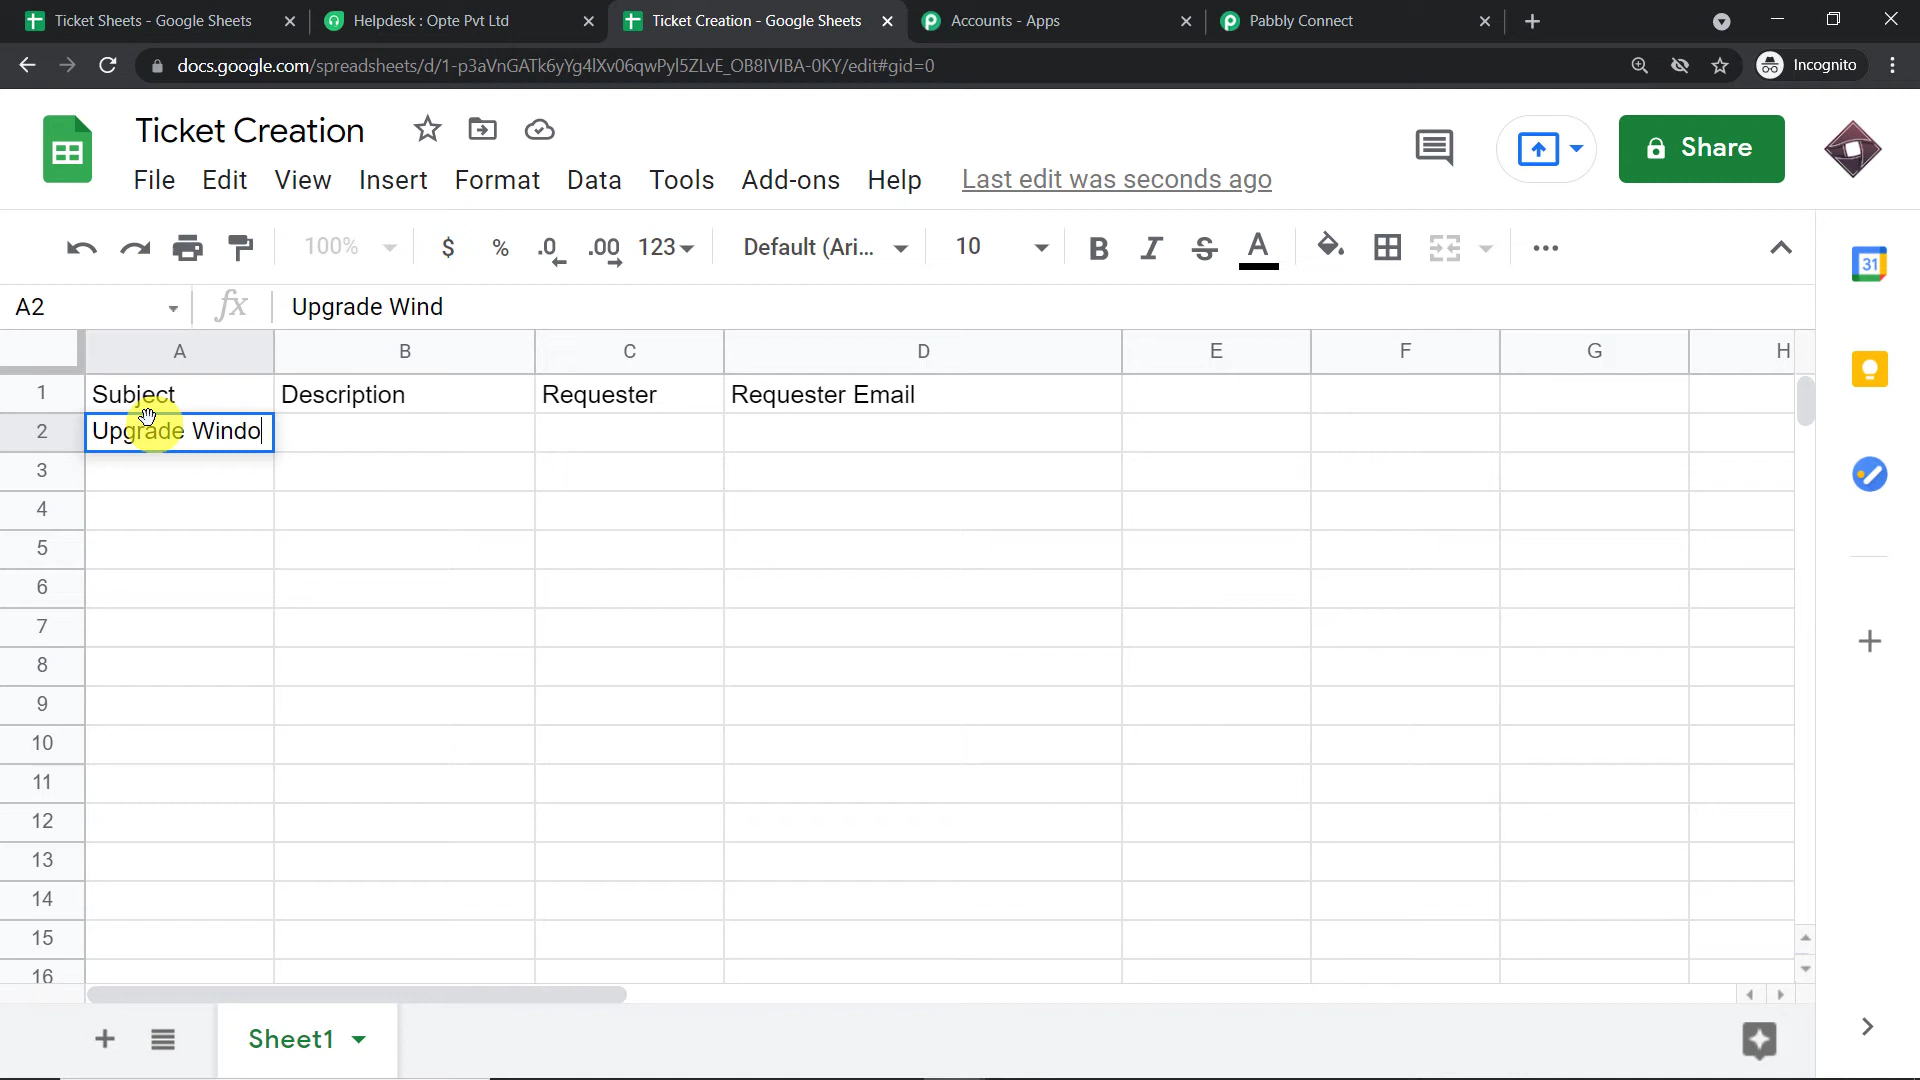 Ticket Sheets - Google Sheets
Helpdesk : Opte Pvt Ltd
Ticket Creation - Google Sheets
Accounts - Apps
Pabbly Connect
docs.google.com/spreadsheets/d/1-p3aVnGATk6yYg4lXv06qwPyl5ZLvE_OB8IVIBA-0KY/edit#gid=0
Incognito
Ticket Creation
Share
File Edit View Insert Format Data Tools Add-ons Help Last edit was seconds ago
100% $ % .0 .00 123 Default (Ari... 10 B I S A
31
A2 fx Upgrade Wind
A B C D E F G H
1 Subject Description Requester Requester Email
2 Upgrade Windo
3
4
5
6
7
8
9
10
11
12
13
14
15
16
Sheet1